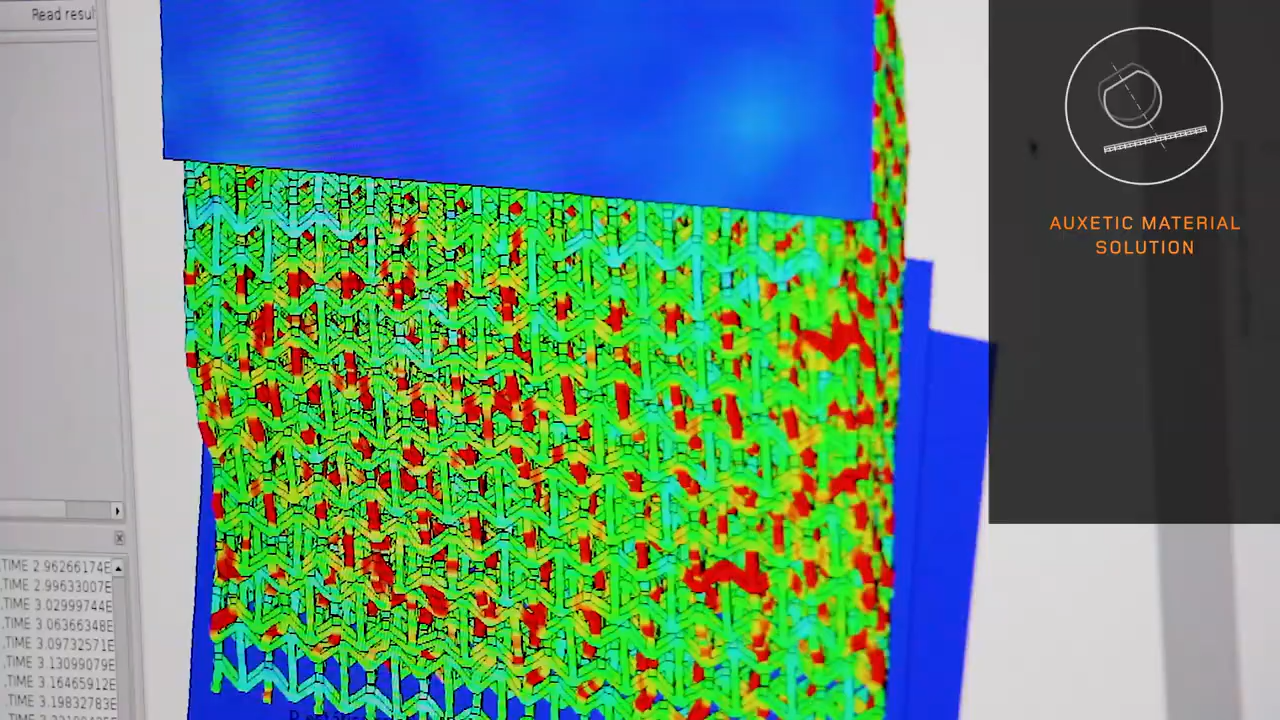 Read resul
,TIME 2.96266174E
,TIME 2.99633007E
,TIME 3.02999744E
,TIME 3.06366348E
,TIME 3.09732571E
,TIME 3.13099079E
,TIME 3.16465912E
,TIME 3.19832783E
AUXETIC MATERIAL
SOLUTION